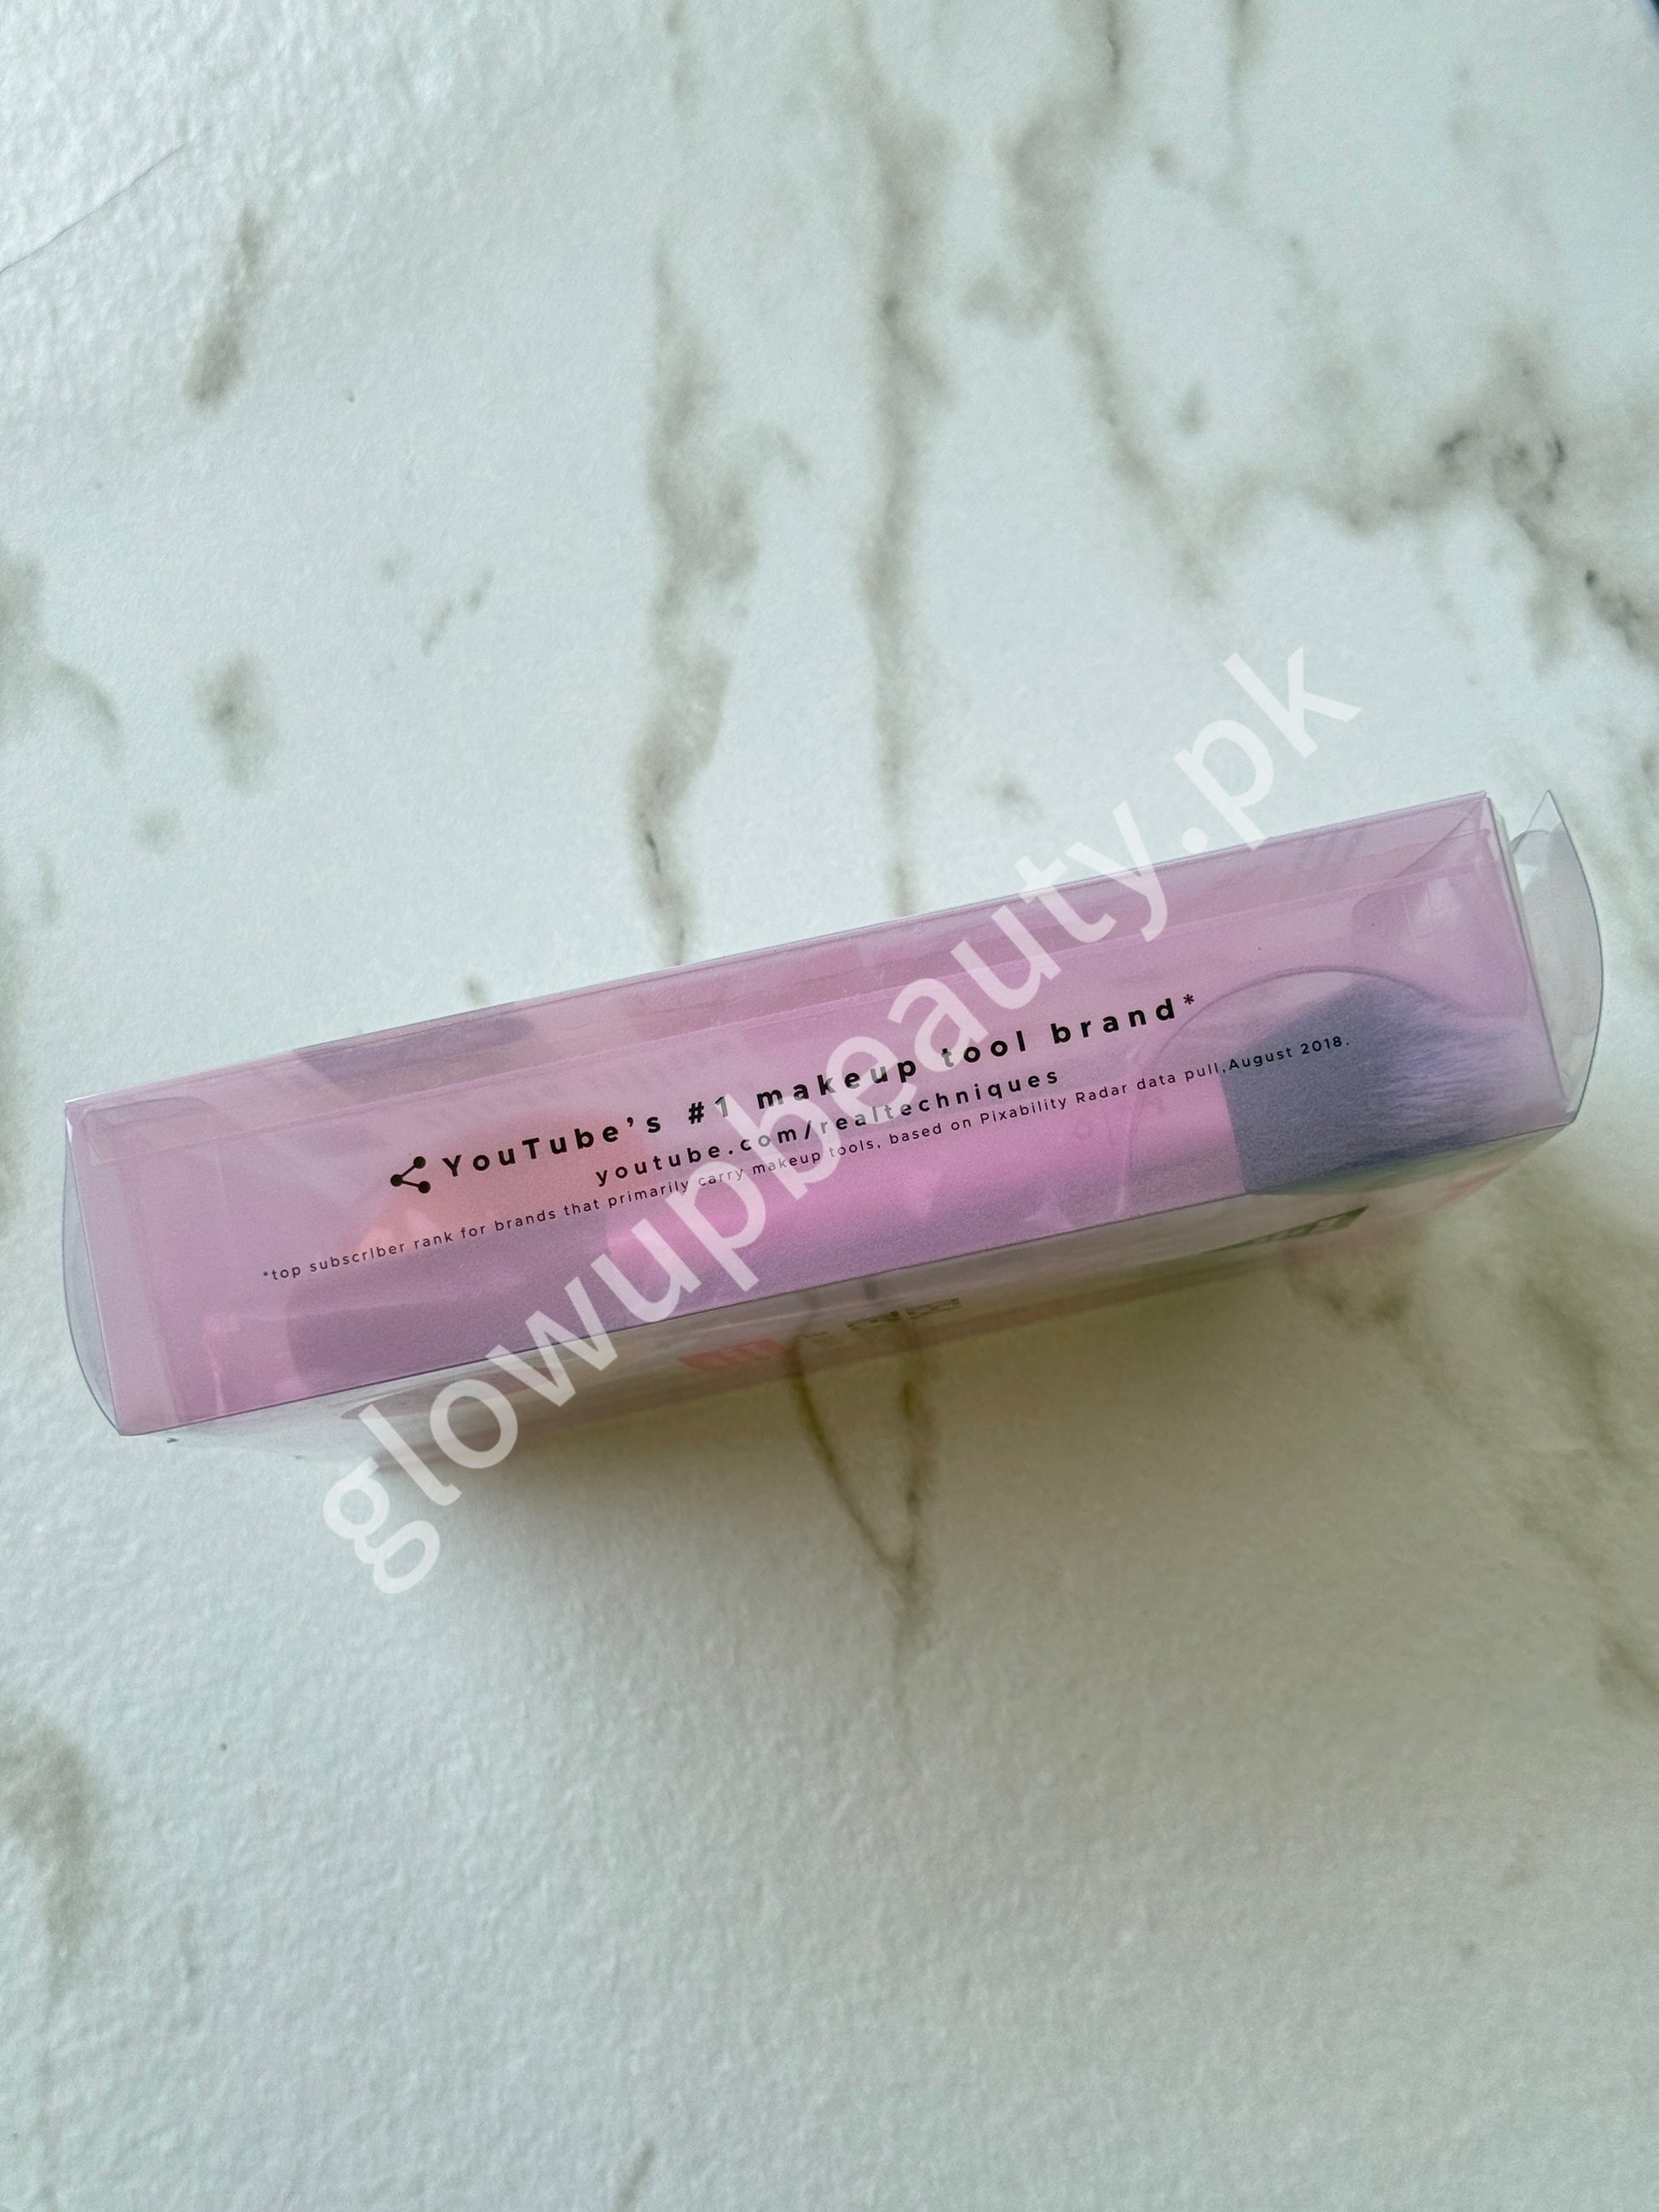 YouTube's #1 makeup tool brand*
youtube.com/realtechniques
*top subscriber rank for brands that primarily carry makeup tools, based on Pixability Radar data pull,August 2018.
glowupbeauty.pk